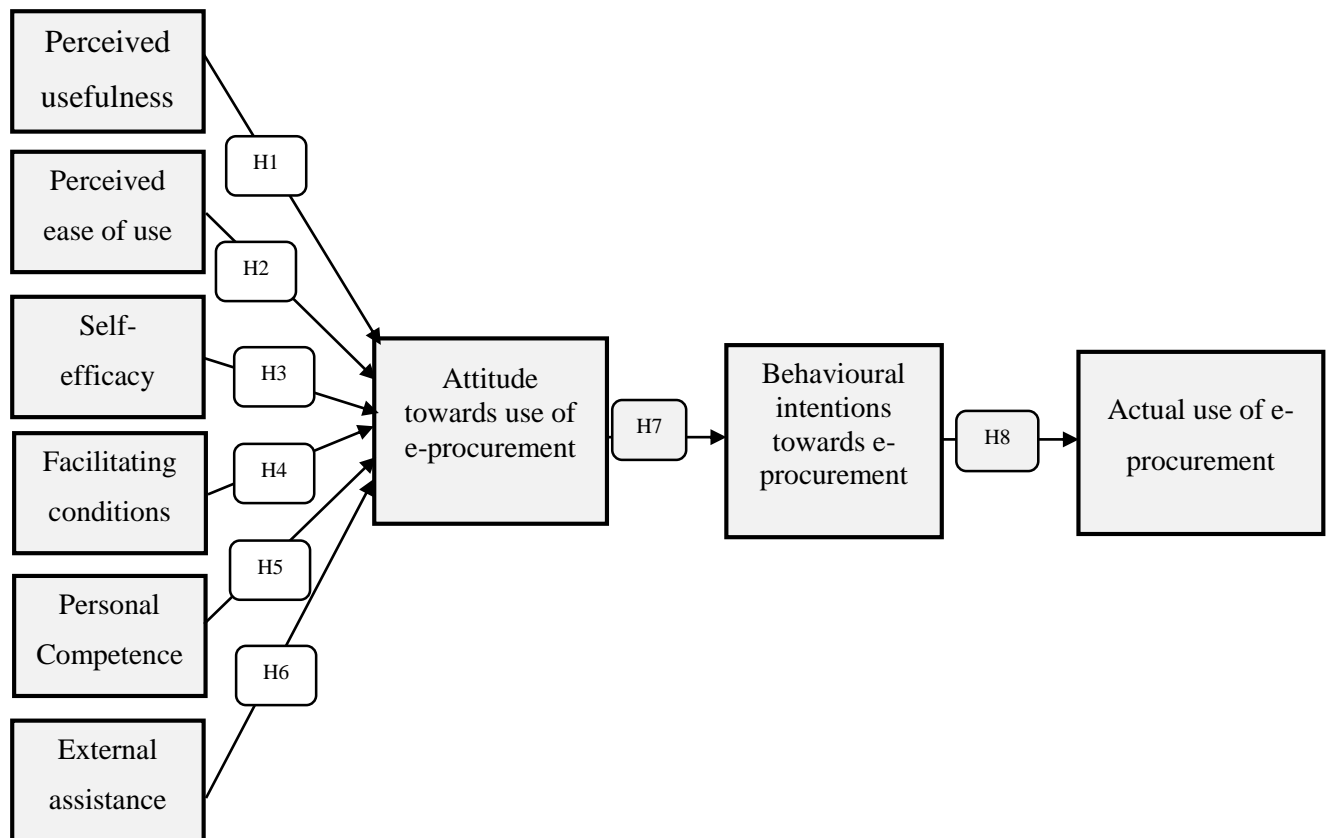 Perceived
usefulness
H1
Perceived
ease of use
H2
Self-
efficacy
H3
Facilitating
conditions
H4
Personal
Competence
H5
External
assistance
H6
Attitude
towards use of
e-procurement
H7
Behavioural
intentions
towards e-
procurement
H8
Actual use of e-
procurement